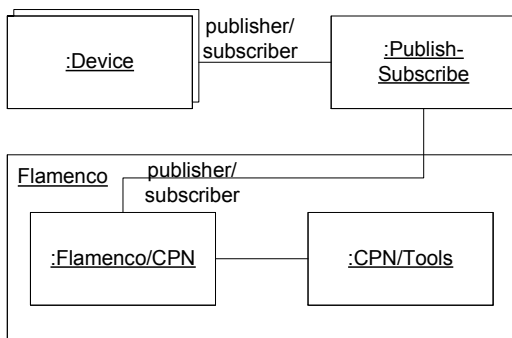 :Device
publisher/
subscriber
:Publish-
Subscribe
Flamenco
publisher/
subscriber
:Flamenco/CPN
:CPN/Tools